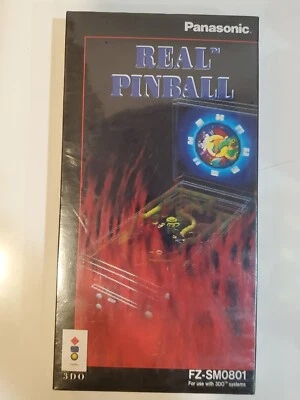 Panasonic
REAL™
PINBALL
3DO
FZ-SM0801
For use with 3DO™ systems